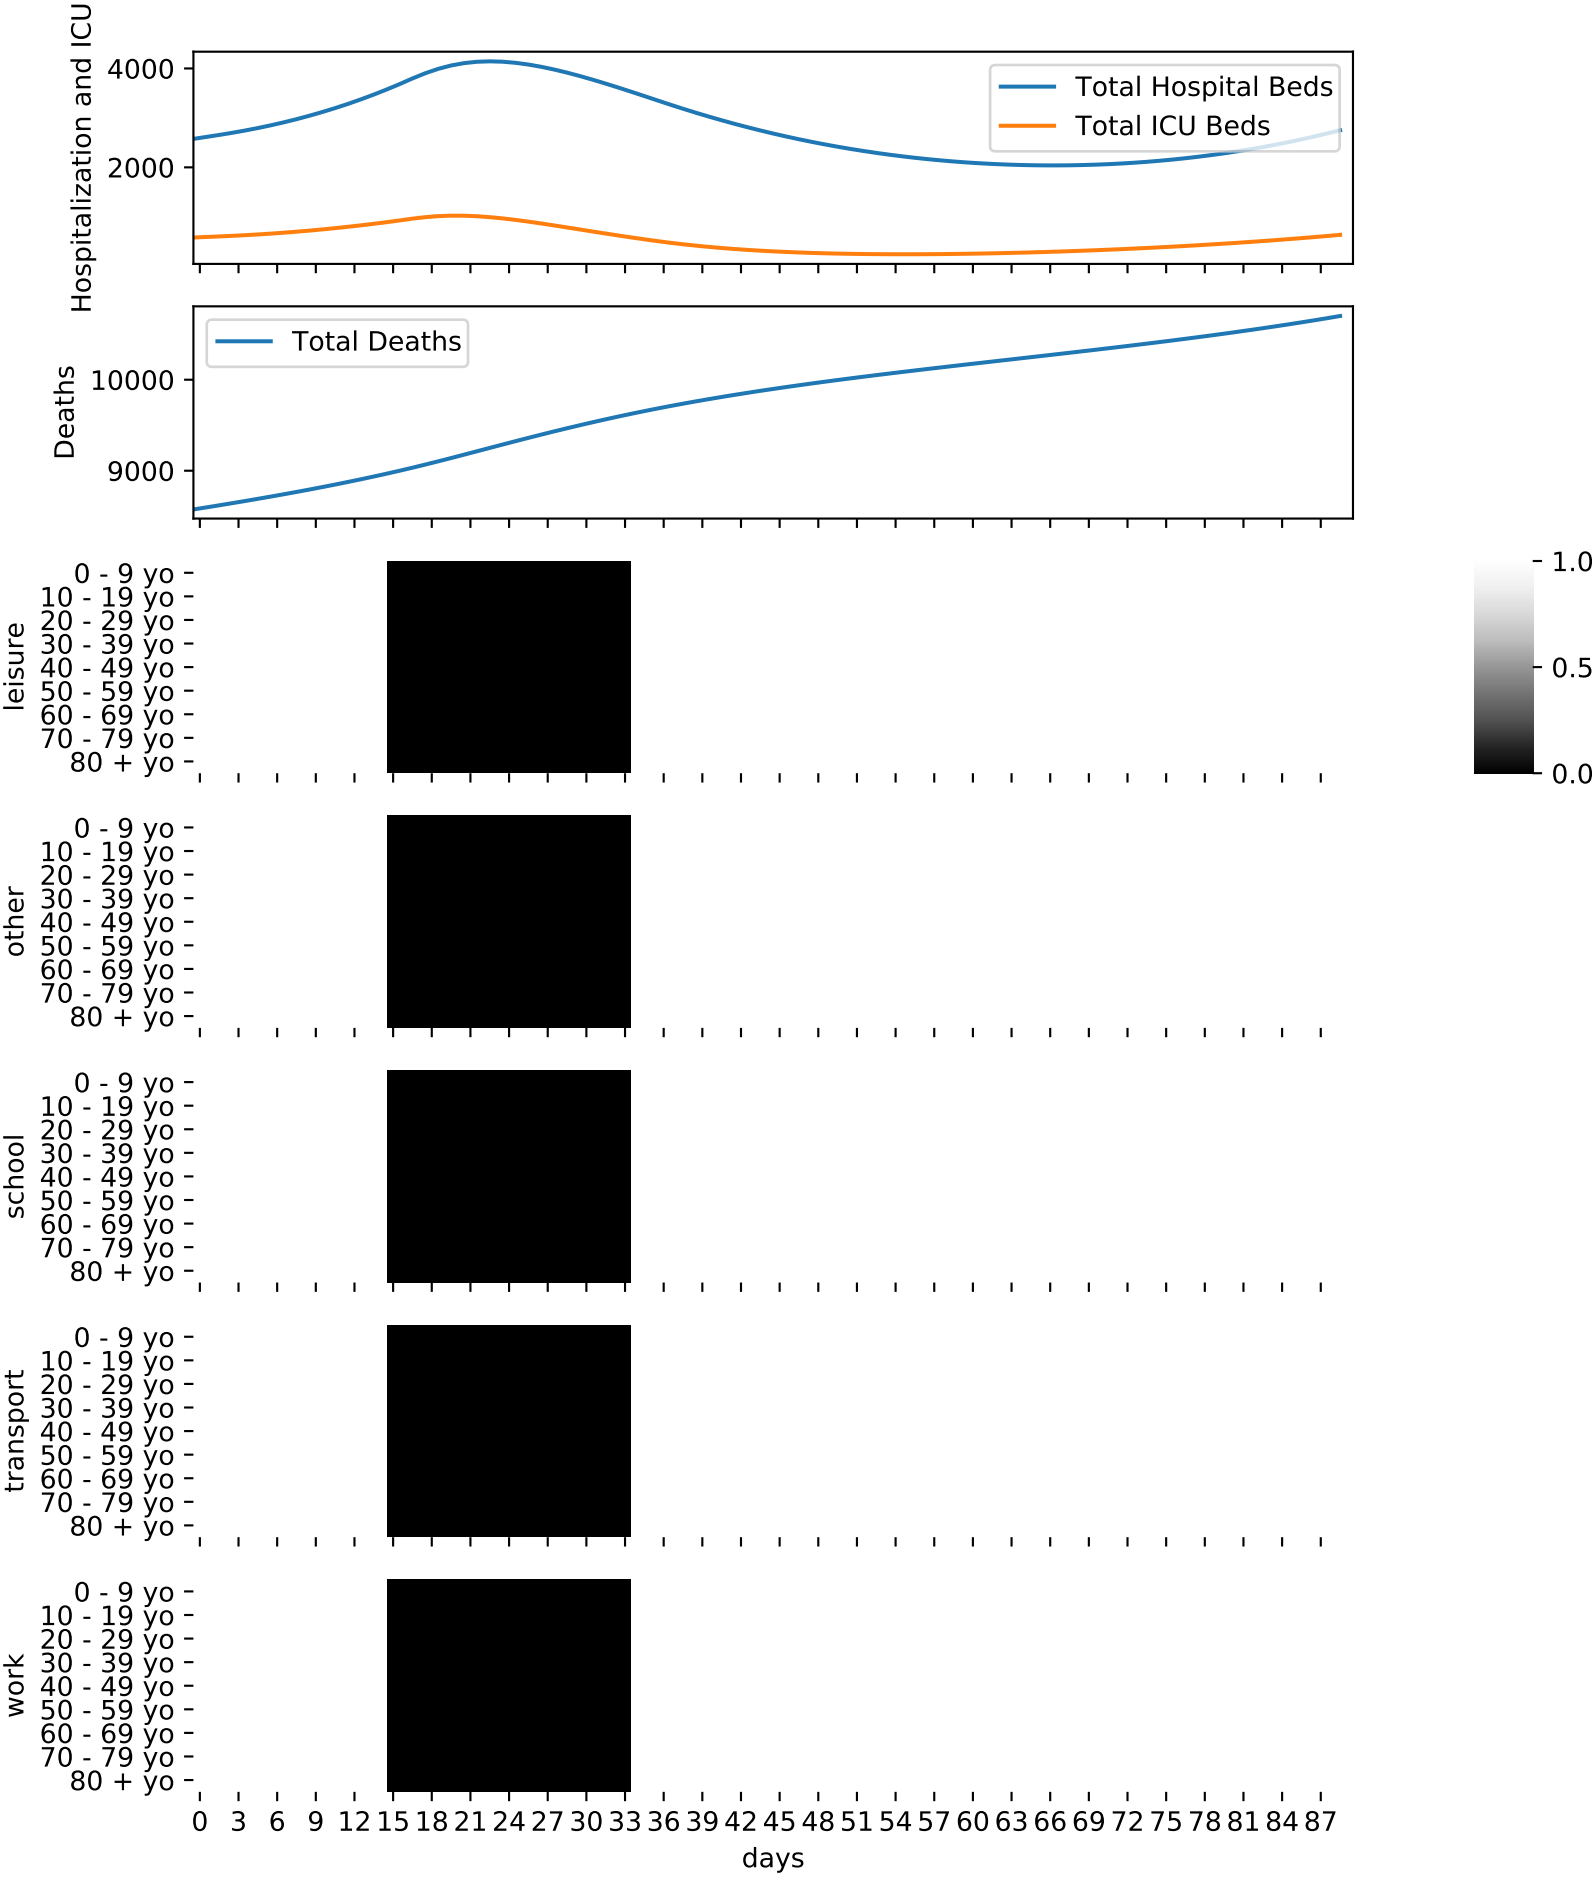 Hospitalization and ICU
4000
2000
Total Hospital Beds
Total ICU Beds
Deaths
10000
9000
Total Deaths
leisure
0 - 9 yo
10 - 19 yo
20 - 29 yo
30 - 39 yo
40 - 49 yo
50 - 59 yo
60 - 69 yo
70 - 79 yo
80 + yo
1.0
0.5
0.0
other
0 - 9 yo
10 - 19 yo
20 - 29 yo
30 - 39 yo
40 - 49 yo
50 - 59 yo
60 - 69 yo
70 - 79 yo
80 + yo
school
0 - 9 yo
10 - 19 yo
20 - 29 yo
30 - 39 yo
40 - 49 yo
50 - 59 yo
60 - 69 yo
70 - 79 yo
80 + yo
transport
0 - 9 yo
10 - 19 yo
20 - 29 yo
30 - 39 yo
40 - 49 yo
50 - 59 yo
60 - 69 yo
70 - 79 yo
80 + yo
work
0 - 9 yo
10 - 19 yo
20 - 29 yo
30 - 39 yo
40 - 49 yo
50 - 59 yo
60 - 69 yo
70 - 79 yo
80 + yo
0 3 6 9 12 15 18 21 24 27 30 33 36 39 42 45 48 51 54 57 60 63 66 69 72 75 78 81 84 87
days